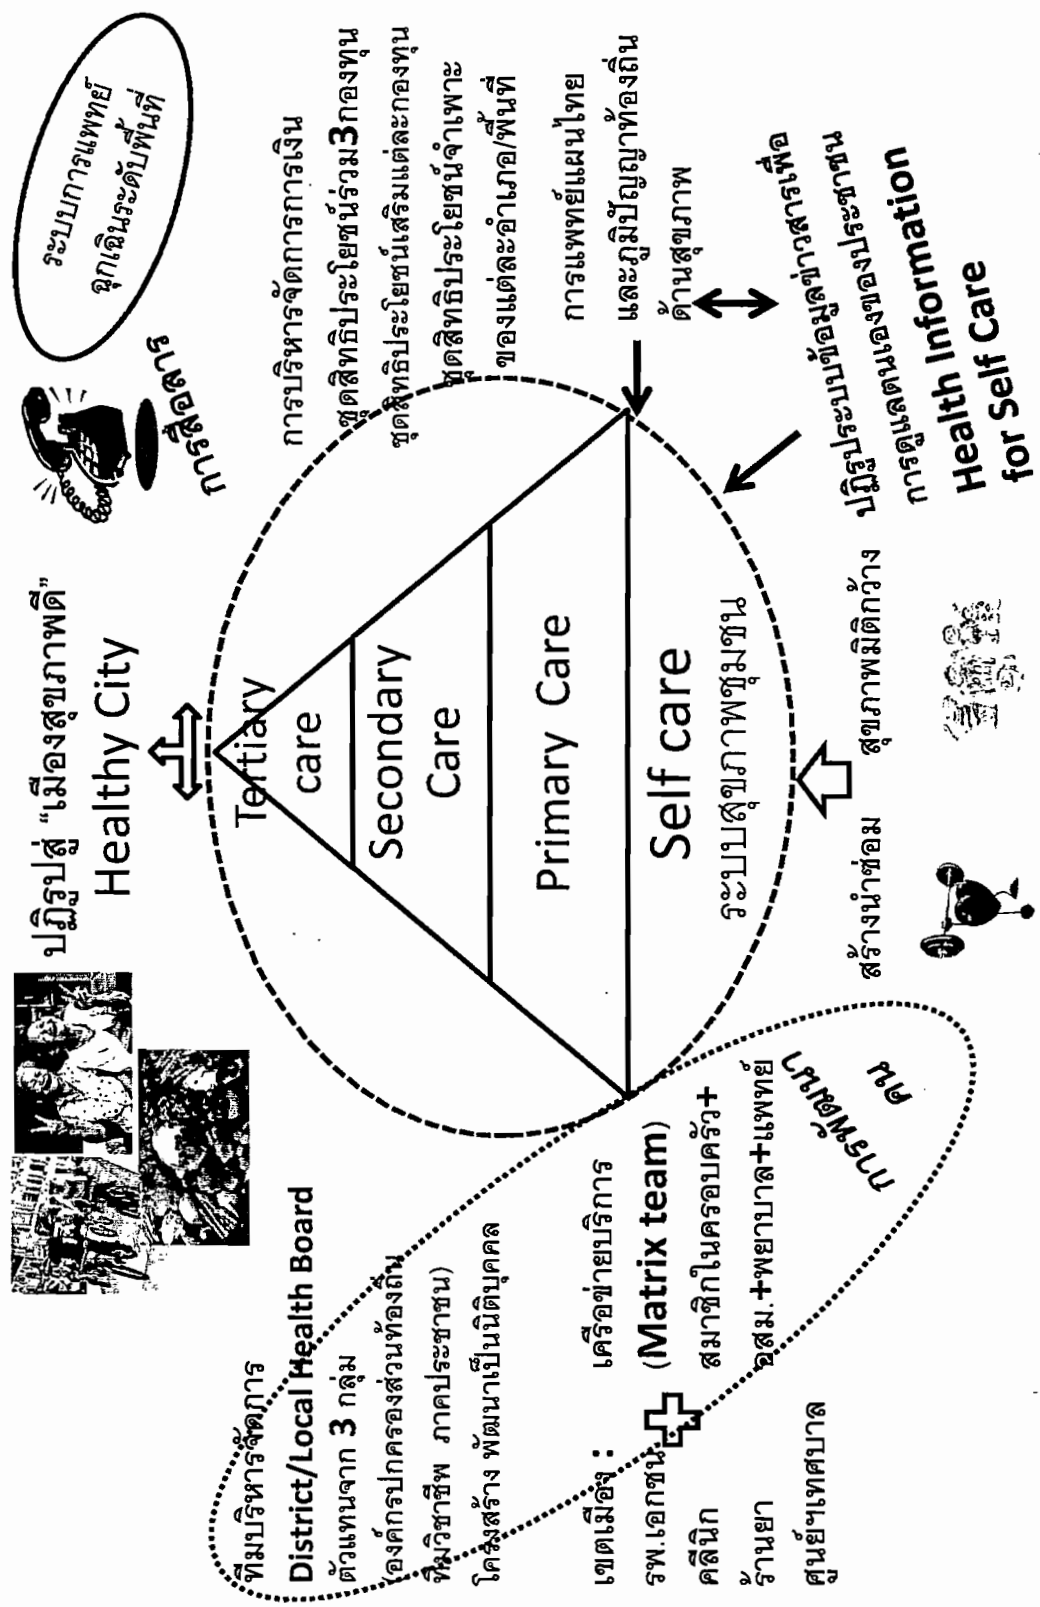 ปฏิรูปสู่ “เมืองสุขภาพดี”
Healthy City
ระบบการแพทย์
ฉุกเฉินระดับพื้นที่
การสื่อสาร
ทีมบริหารจัดการ
District/Local Health Board
ตัวแทนจาก 3 กลุ่ม
(องค์กรปกครองส่วนท้องถิ่น
ทีมวิชาชีพ ภาคประชาชน)
โครงสร้าง พัฒนาเป็นนิติบุคคล
Tertiary
care
Secondary
Care
Primary Care
Self care
ระบบสุขภาพชุมชน
การบริหารจัดการการเงิน
ชุดสิทธิประโยชน์ร่วม3กองทุน
ชุดสิทธิประโยชน์เสริมแต่ละกองทุน
ชุดสิทธิประโยชน์จำเพาะ
ของแต่ละอำเภอ/พื้นที่
การแพทย์แผนไทย
และภูมิปัญญาท้องถิ่น
ด้านสุขภาพ
เขตเมือง :
รพ.เอกชน
คลีนิก
ร้านยา
ศูนย์ฯเทศบาล
เครือข่ายบริการ
(Matrix team)
สมาชิกในครอบครัว+
อสม.+พยาบาล+แพทย์
การพัฒนา
คน
สร้างนำซ่อม
สุขภาพมิติกว้าง
ปฏิรูประบบข้อมูลข่าวสารเพื่อ
การดูแลตนเองของประชาชน
Health Information
for Self Care